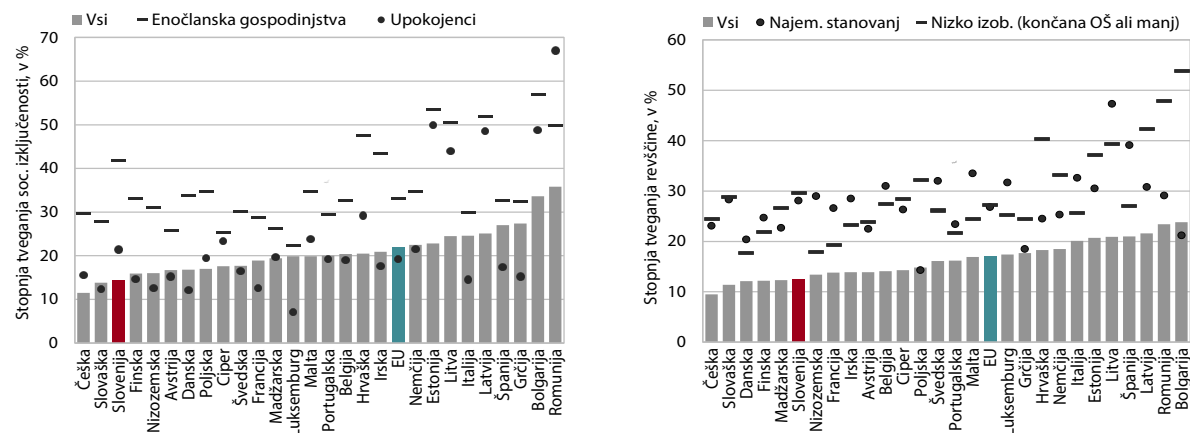 Vsi Enočlanska gospodinjstva Upokojenci
Stopnja tveganja soc. izključenosti, v %
70
60
50
40
30
20
10
0
Češka
Slovaška
Slovenija
Finska
Nizozemska
Avstrija
Danska
Poljska
Ciper
Švedska
Francija
Madžarska
Luksemburg
Malta
Portugalska
Belgija
Hrvaška
Irska
EU
Nemčija
Estonija
Litva
Italija
Latvija
Španija
Grčija
Bolgarija
Romunija
Vsi Najem. stanovanj Nizko izob. (končana OŠ ali manj)
Stopnja tveganja revščine, v %
60
50
40
30
20
10
0
Češka
Slovaška
Danska
Finska
Madžarska
Slovenija
Nizozemska
Francija
Irska
Avstrija
Belgija
Ciper
Poljska
Švedska
Portugalska
Malta
EU
Luksemburg
Grčija
Hrvaška
Nemčija
Italija
Estonija
Litva
Španija
Latvija
Romunija
Bolgarija